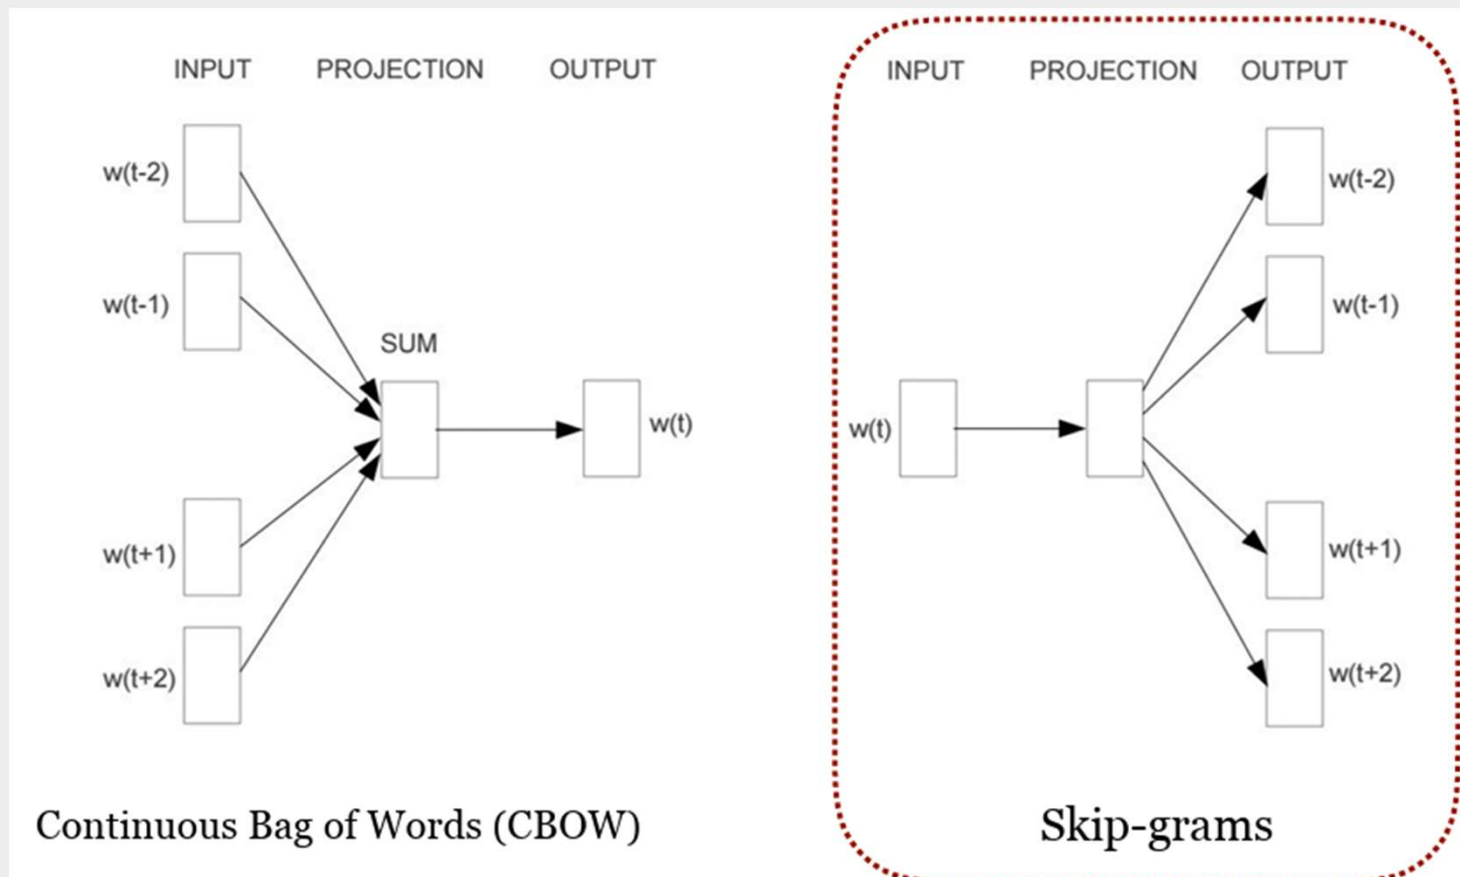 INPUT PROJECTION OUTPUT
w(t-2)
w(t-1)
SUM
w(t)
w(t+1)
w(t+2)
Continuous Bag of Words (CBOW)
INPUT PROJECTION OUTPUT
w(t-2)
w(t-1)
w(t)
w(t+1)
w(t+2)
Skip-grams